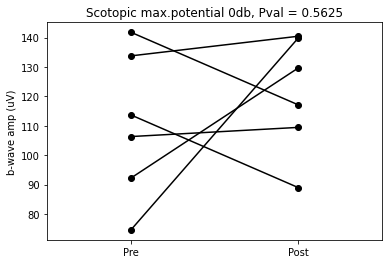 Scotopic max.potential 0db, Pval = 0.5625
b-wave amp (uV)
140
130
120
110
100
90
80
Pre
Post